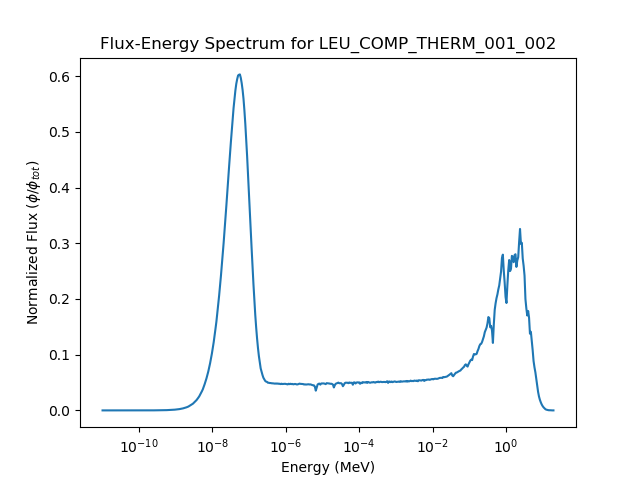 Flux-Energy Spectrum for LEU_COMP_THERM_001_002
Normalized Flux (ϕ/ϕ_tot)
0.6
0.5
0.4
0.3
0.2
0.1
0.0
10⁻¹⁰ 10⁻⁸ 10⁻⁶ 10⁻⁴ 10⁻² 10⁰
Energy (MeV)